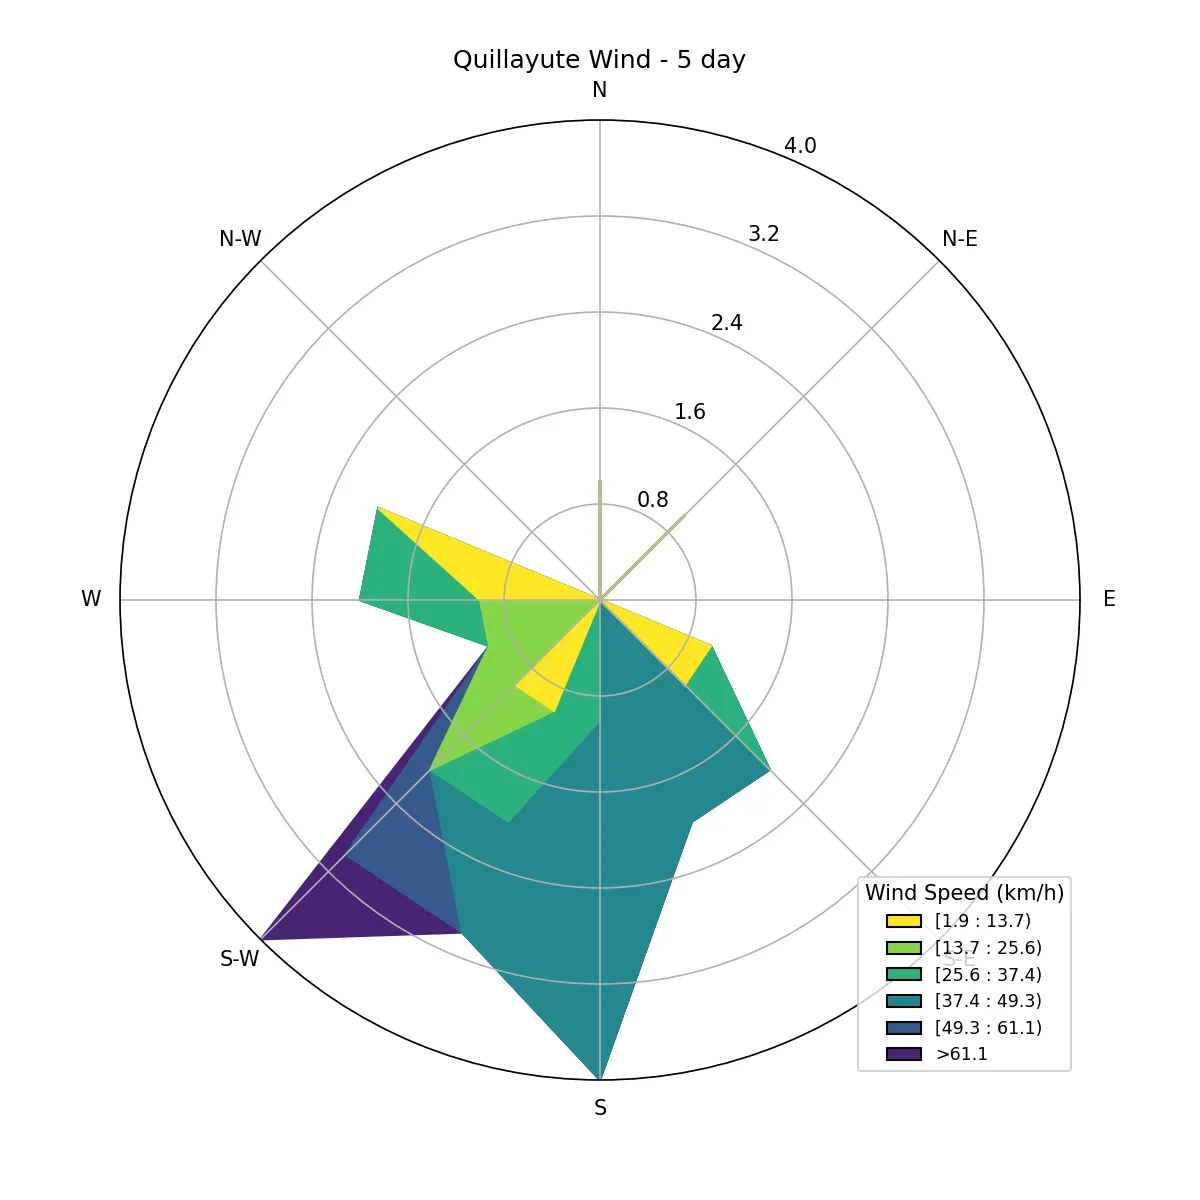 Quillayute Wind - 5 day
N
4.0
N-W
3.2
N-E
2.4
1.6
0.8
W
E
S-W
S-E
S
Wind Speed (km/h)
[1.9 : 13.7)
[13.7 : 25.6)
[25.6 : 37.4)
[37.4 : 49.3)
[49.3 : 61.1)
>61.1